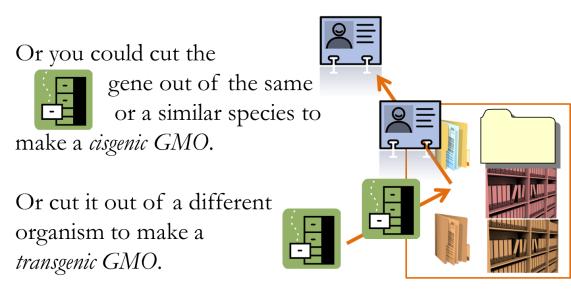 Or you could cut the
gene out of the same
or a similar species to
make a cisgenic GMO.
Or cut it out of a different
organism to make a
transgenic GMO.